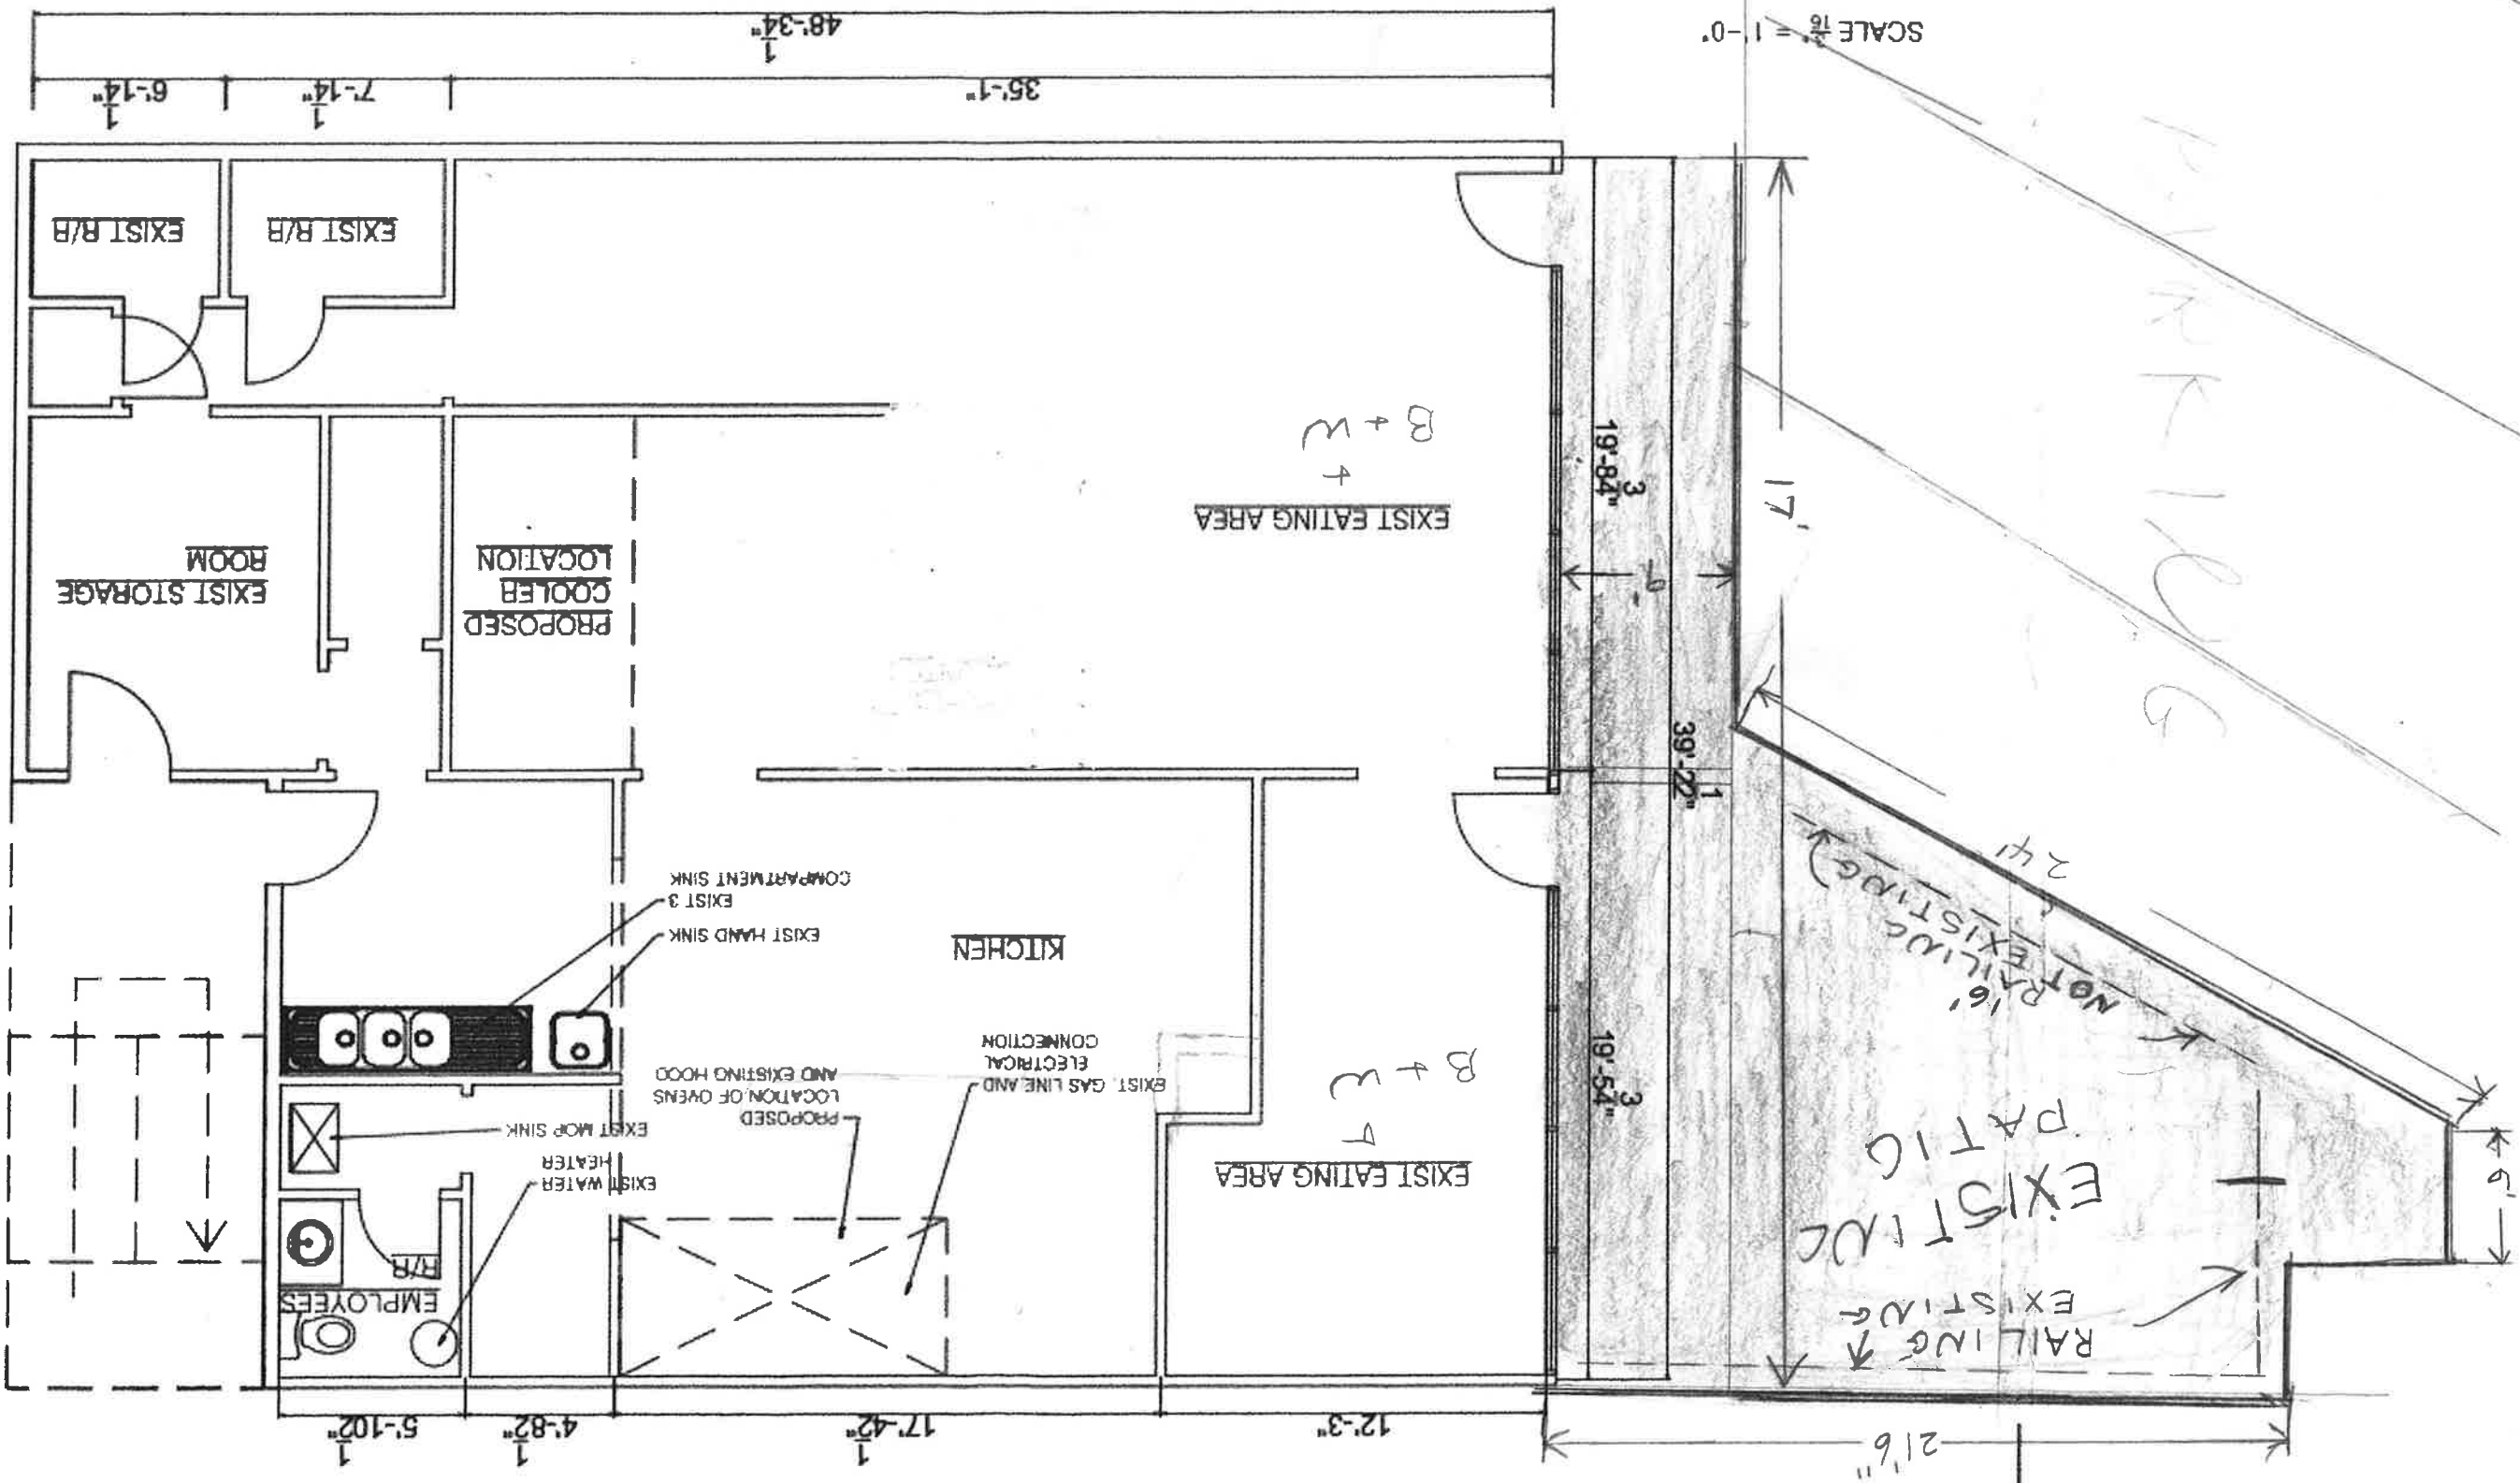 21'6"
12'-3"
17'-4 1/2"
4'-8 1/2"
5'-10 1/2"
RAILING
EXISTING
EXISTING
PATIO
6'
16'
RAILING
NOT EXISTING
24'
17'
PARKING
19'-5 3/4"
39'-2 1/2"
19'-8 3/4"
EXIST EATING AREA
+
B + W
PROPOSED
LOCATION OF OVENS
AND EXISTING HOOD
EXIST. GAS LINE AND
ELECTRICAL
CONNECTION
KITCHEN
EMPLOYEES
R/B
EXIST WATER
HEATER
EXIST MOP SINK
EXIST HAND SINK
EXIST 3
COMPARTMENT SINK
EXIST EATING AREA
+
B + W
PROPOSED
COOLER
LOCATION
EXIST STORAGE
ROOM
EXIST R/B
EXIST R/B
35'-1"
7'-1 1/4"
6'-1 1/4"
48'-3 1/4"
SCALE 3/16" = 1'-0"